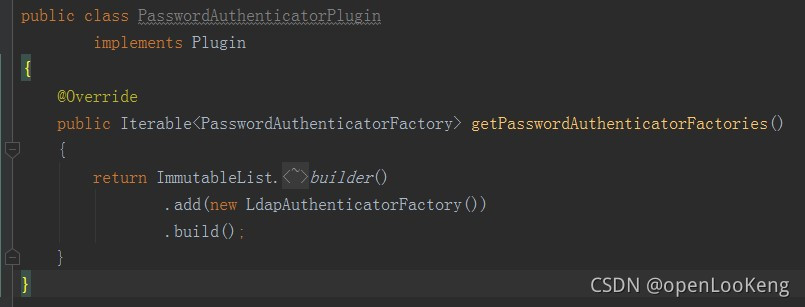 public class PasswordAuthenticatorPlugin
implements Plugin
{
@Override
public Iterable<PasswordAuthenticatorFactory> getPasswordAuthenticatorFactories()
{
return ImmutableList.<~>builder()
.add(new LdapAuthenticatorFactory())
.build();
}
}
CSDN @openLooKeng